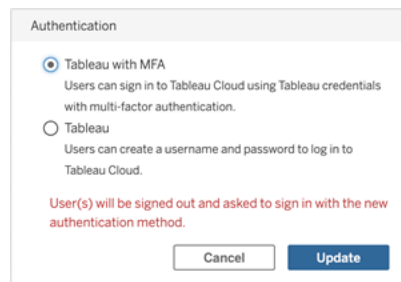 Authentication
Tableau with MFA
Users can sign in to Tableau Cloud using Tableau credentials
with multi-factor authentication.
Tableau
Users can create a username and password to log in to
Tableau Cloud.
User(s) will be signed out and asked to sign in with the new
authentication method.
Cancel Update